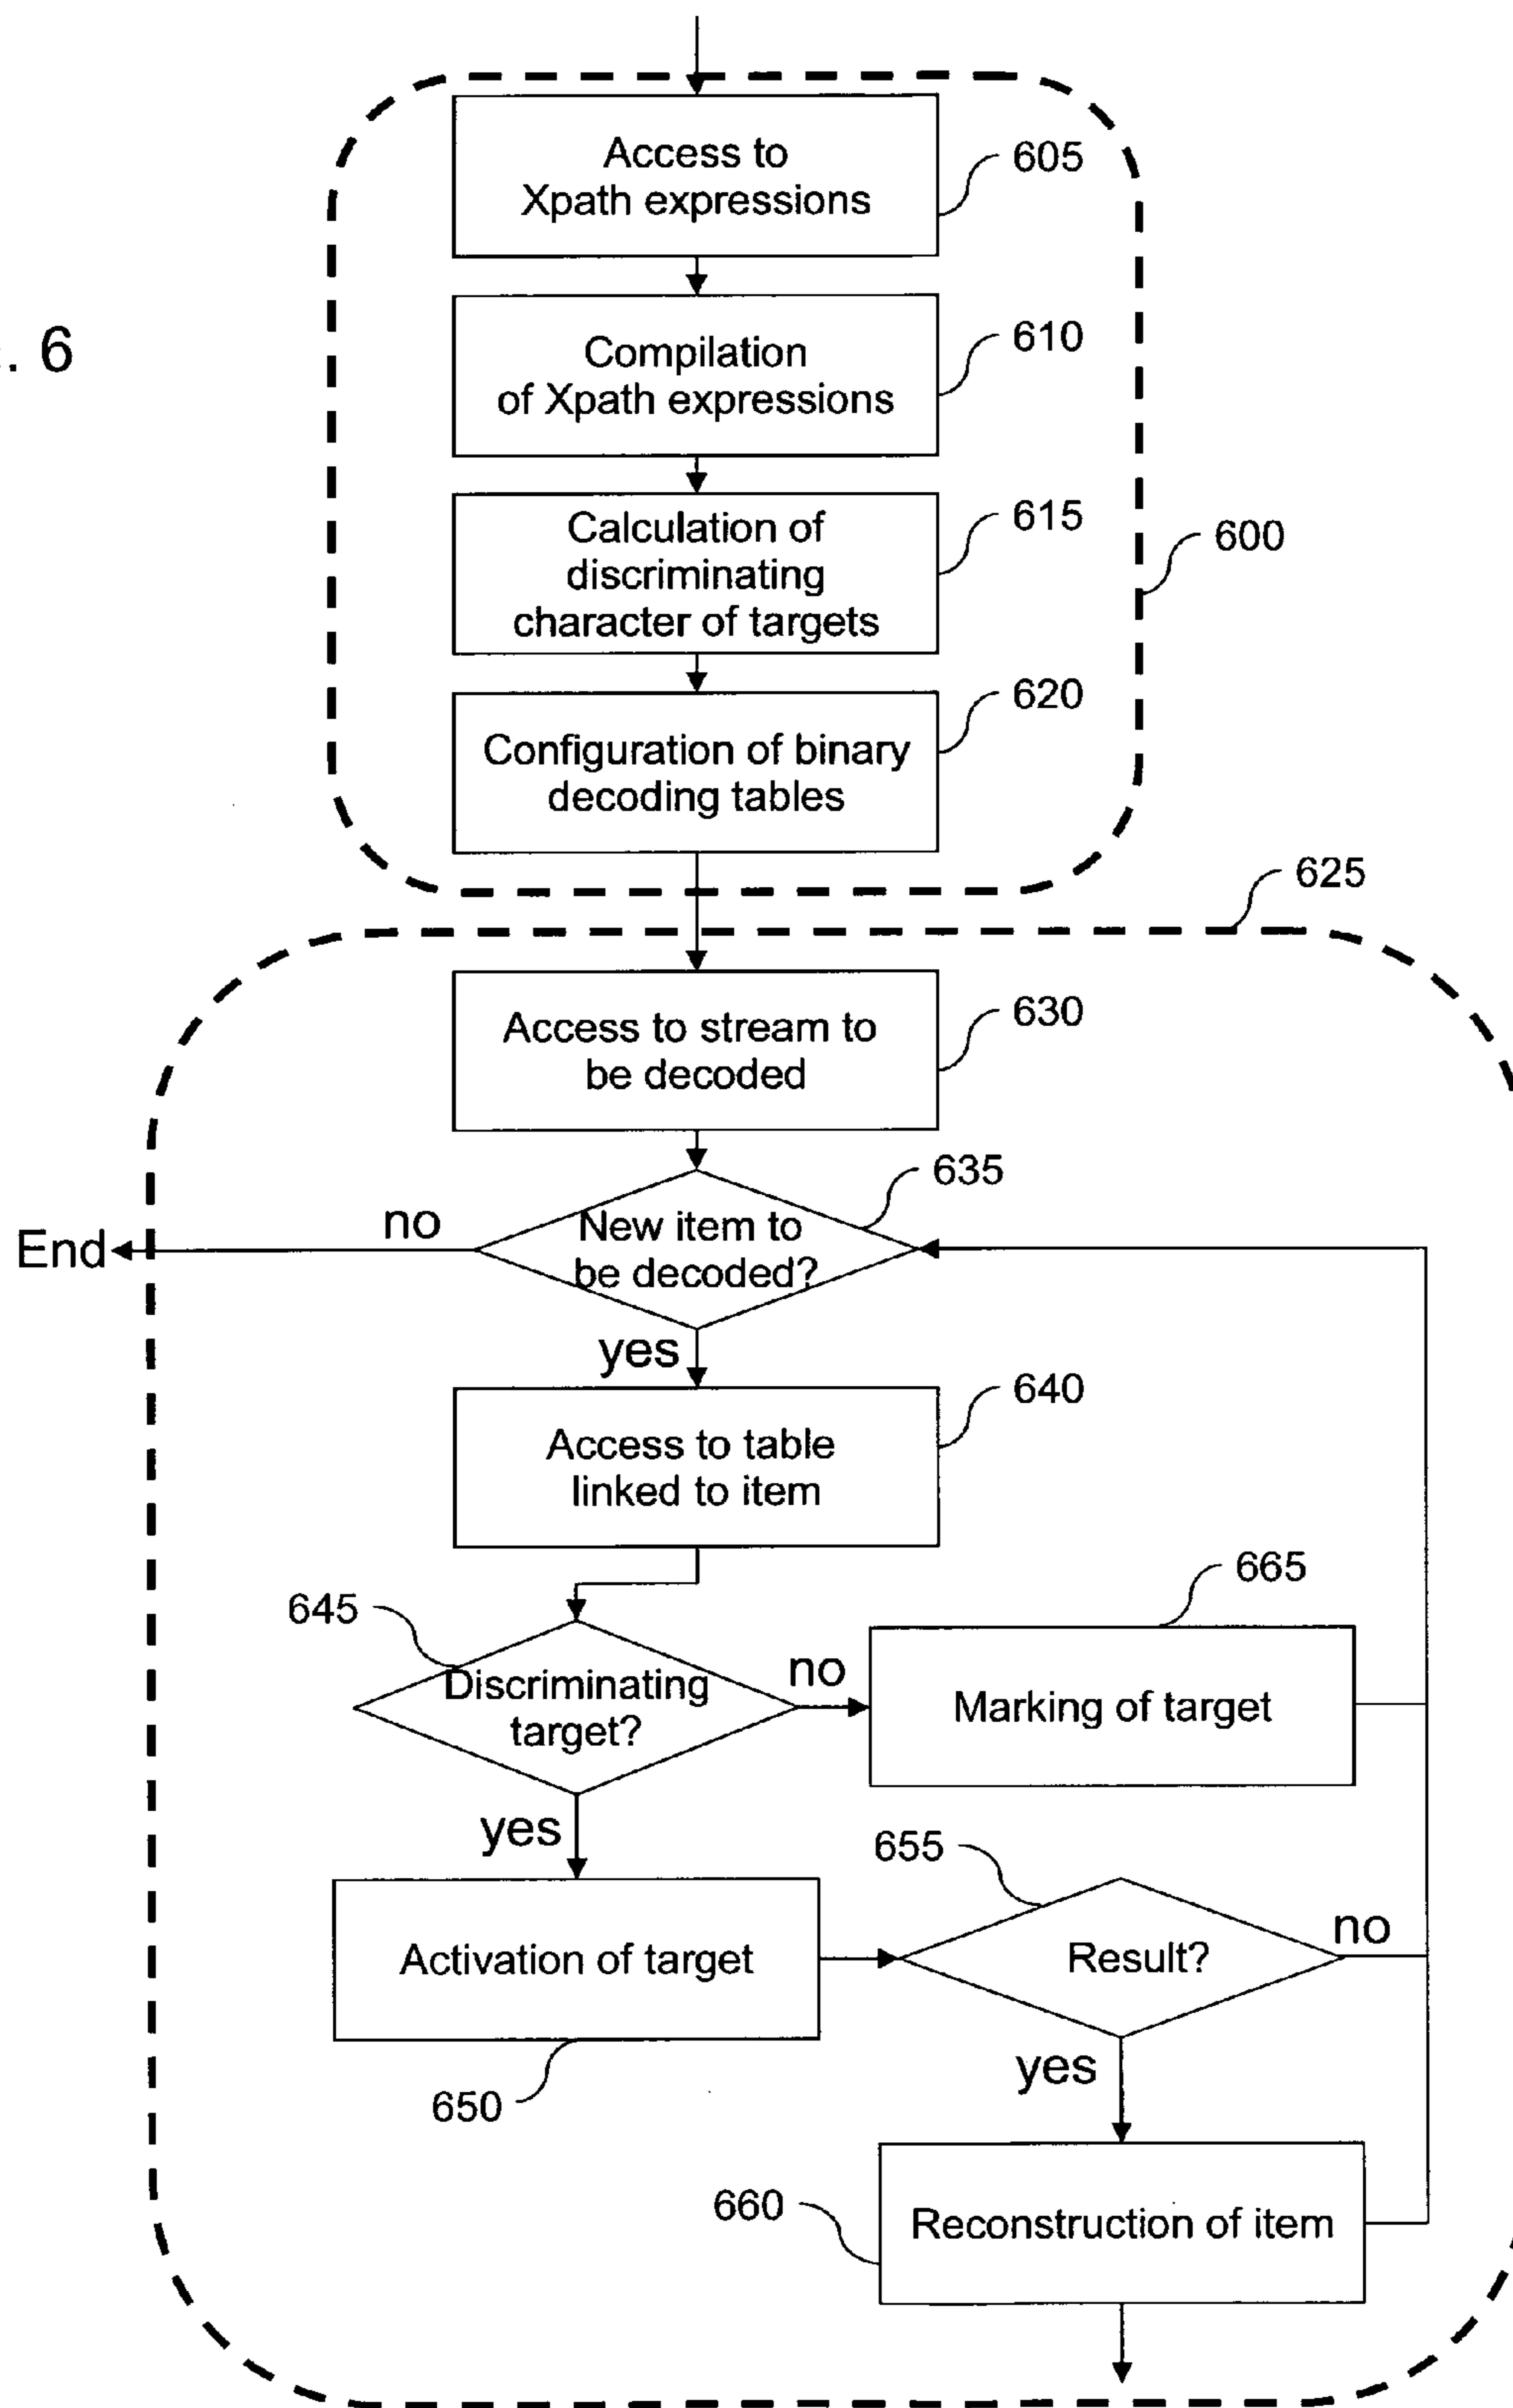 Access to
Xpath expressions
605
. 6
Compilation
of Xpath expressions
610
Calculation of
discriminating
character of targets
615
600
Configuration of binary
decoding tables
620
625
Access to stream to
be decoded
630
635
New item to
be decoded?
no
End
yes
640
Access to table
linked to item
645
665
Discriminating
target?
no
Marking of target
yes
655
Activation of target
Result?
no
650
yes
660
Reconstruction of item